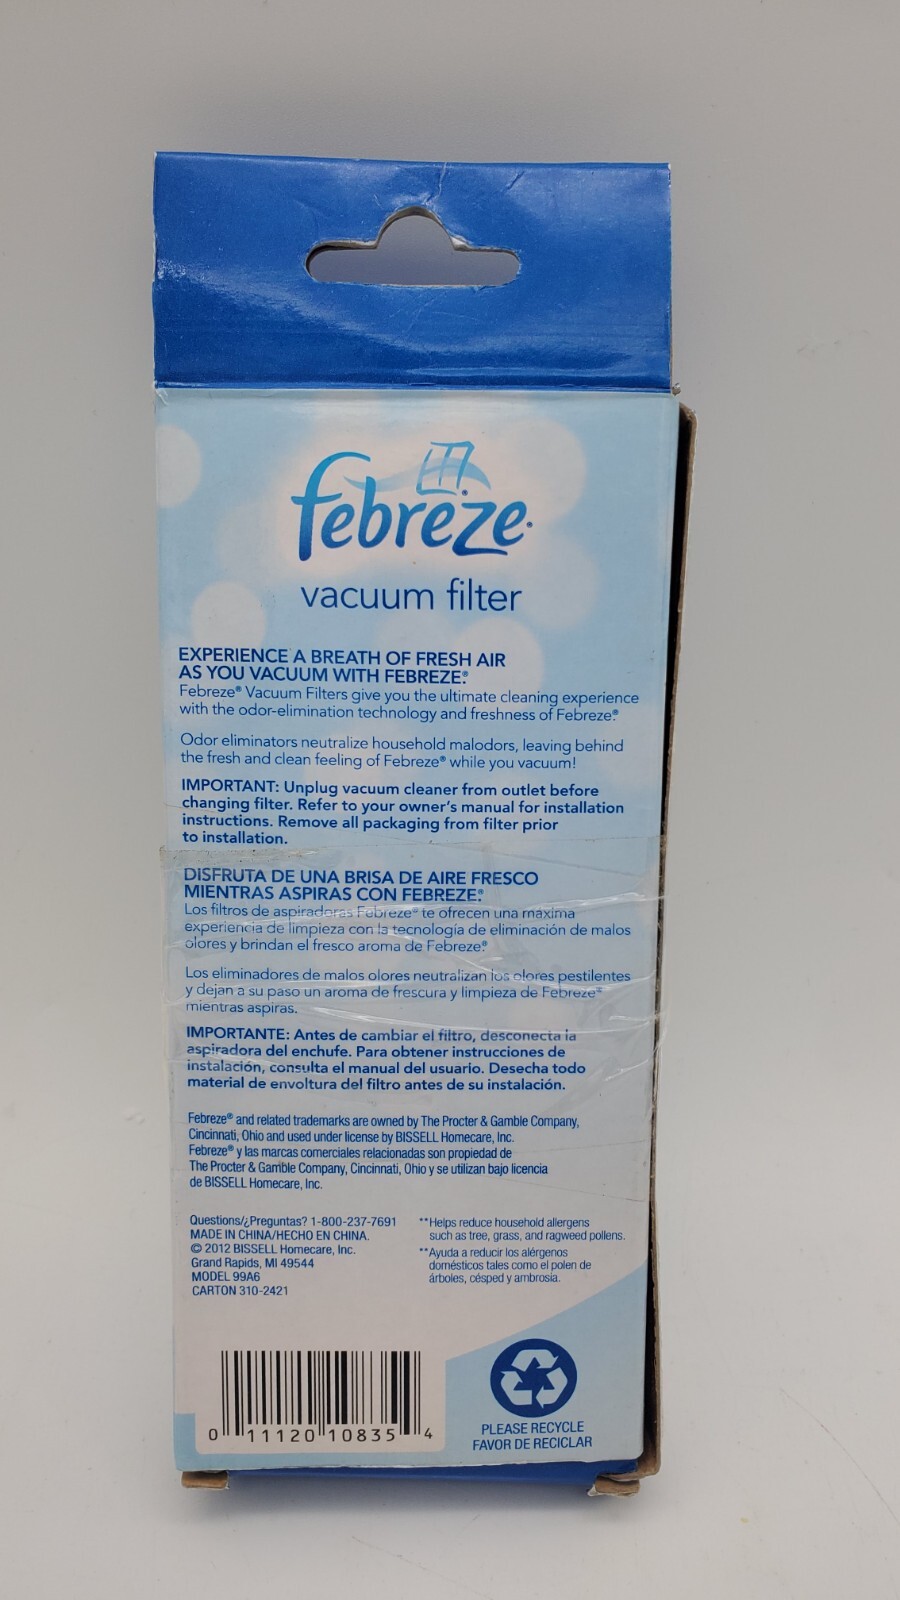 febreze®
vacuum filter
EXPERIENCE A BREATH OF FRESH AIR
AS YOU VACUUM WITH FEBREZE.®
Febreze® Vacuum Filters give you the ultimate cleaning experience
with the odor-elimination technology and freshness of Febreze.®
Odor eliminators neutralize household malodors, leaving behind
the fresh and clean feeling of Febreze® while you vacuum!
IMPORTANT: Unplug vacuum cleaner from outlet before
changing filter. Refer to your owner's manual for installation
instructions. Remove all packaging from filter prior
to installation.
DISFRUTA DE UNA BRISA DE AIRE FRESCO
MIENTRAS ASPIRAS CON FEBREZE.®
Los filtros de aspiradoras Febreze® te ofrecen una máxima
experiencia de limpieza con la tecnología de eliminación de malos
olores y brindan el fresco aroma de Febreze.®
Los eliminadores de malos olores neutralizan los olores pestilentes
y dejan a su paso un aroma de frescura y limpieza de Febreze®
mientras aspiras.
IMPORTANTE: Antes de cambiar el filtro, desconecta la
aspiradora del enchufe. Para obtener instrucciones de
instalación, consulta el manual del usuario. Desecha todo
material de envoltura del filtro antes de su instalación.
Febreze® and related trademarks are owned by The Procter & Gamble Company,
Cincinnati, Ohio and used under license by BISSELL Homecare, Inc.
Febreze® y las marcas comerciales relacionadas son propiedad de
The Procter & Gamble Company, Cincinnati, Ohio y se utilizan bajo licencia
de BISSELL Homecare, Inc.
Questions/¿Preguntas? 1-800-237-7691
MADE IN CHINA/HECHO EN CHINA.
© 2012 BISSELL Homecare, Inc.
Grand Rapids, MI 49544
MODEL 99A6
CARTON 310-2421
**Helps reduce household allergens
such as tree, grass, and ragweed pollens.
**Ayuda a reducir los alérgenos
domésticos tales como el polen de
árboles, césped y ambrosía.
0 11120 10835 4
PLEASE RECYCLE
FAVOR DE RECICLAR